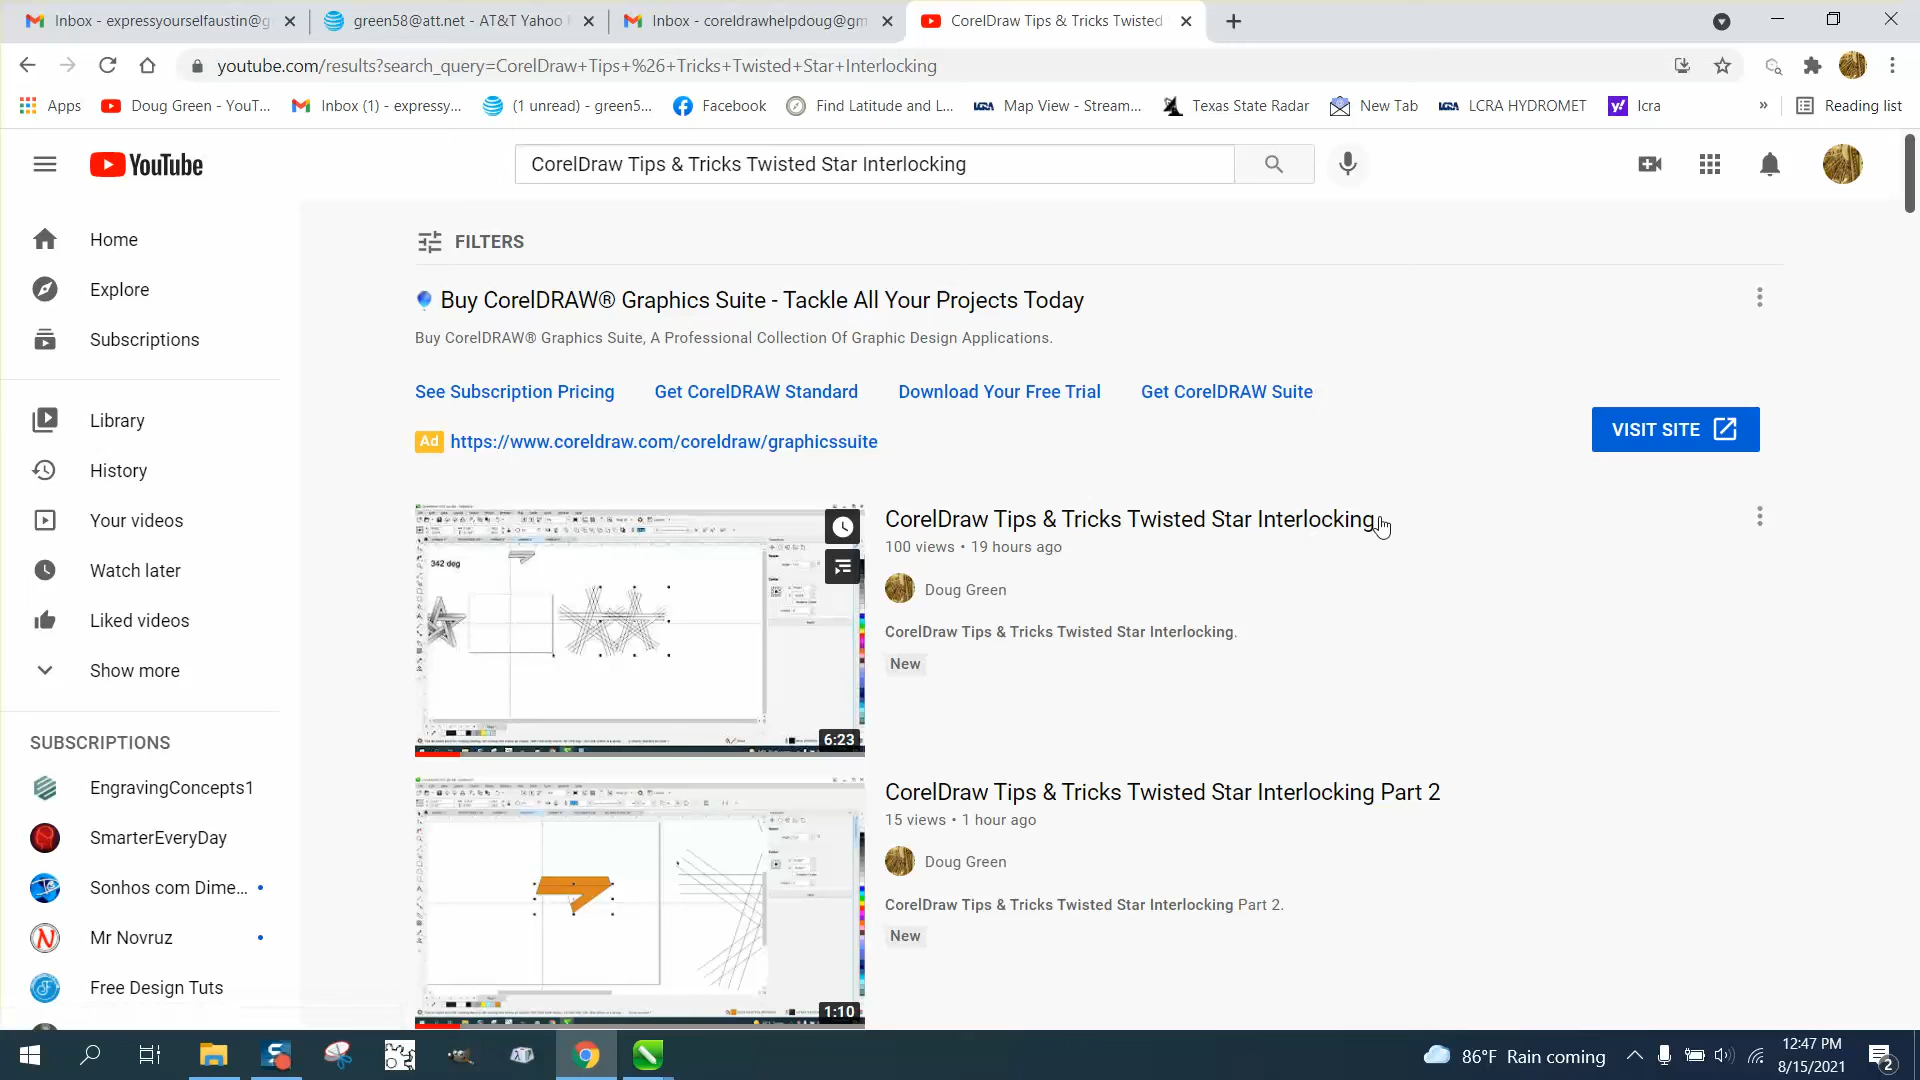 Inbox - expressyourselfaustin@g
green58@att.net - AT&T Yahoo
Inbox - coreldrawhelpdoug@gm
CorelDraw Tips & Tricks Twisted
youtube.com/results?search_query=CorelDraw+Tips+%26+Tricks+Twisted+Star+Interlocking
Apps
Doug Green - YouT...
Inbox (1) - expressy...
(1 unread) - green5...
Facebook
Find Latitude and L...
LCRA Map View - Stream...
Texas State Radar
New Tab
LCRA LCRA HYDROMET
lcra
Reading list
YouTube
CorelDraw Tips & Tricks Twisted Star Interlocking
Home
Explore
Subscriptions
Library
History
Your videos
Watch later
Liked videos
Show more
SUBSCRIPTIONS
EngravingConcepts1
SmarterEveryDay
Sonhos com Dime...
Mr Novruz
Free Design Tuts
FILTERS
Buy CorelDRAW® Graphics Suite - Tackle All Your Projects Today
Buy CorelDRAW® Graphics Suite, A Professional Collection Of Graphic Design Applications.
See Subscription Pricing
Get CorelDRAW Standard
Download Your Free Trial
Get CorelDRAW Suite
Ad https://www.coreldraw.com/coreldraw/graphicssuite
VISIT SITE
342 deg
6:23
CorelDraw Tips & Tricks Twisted Star Interlocking
100 views • 19 hours ago
Doug Green
CorelDraw Tips & Tricks Twisted Star Interlocking.
New
1:10
CorelDraw Tips & Tricks Twisted Star Interlocking Part 2
15 views • 1 hour ago
Doug Green
CorelDraw Tips & Tricks Twisted Star Interlocking Part 2.
New
86°F Rain coming
12:47 PM
8/15/2021
2